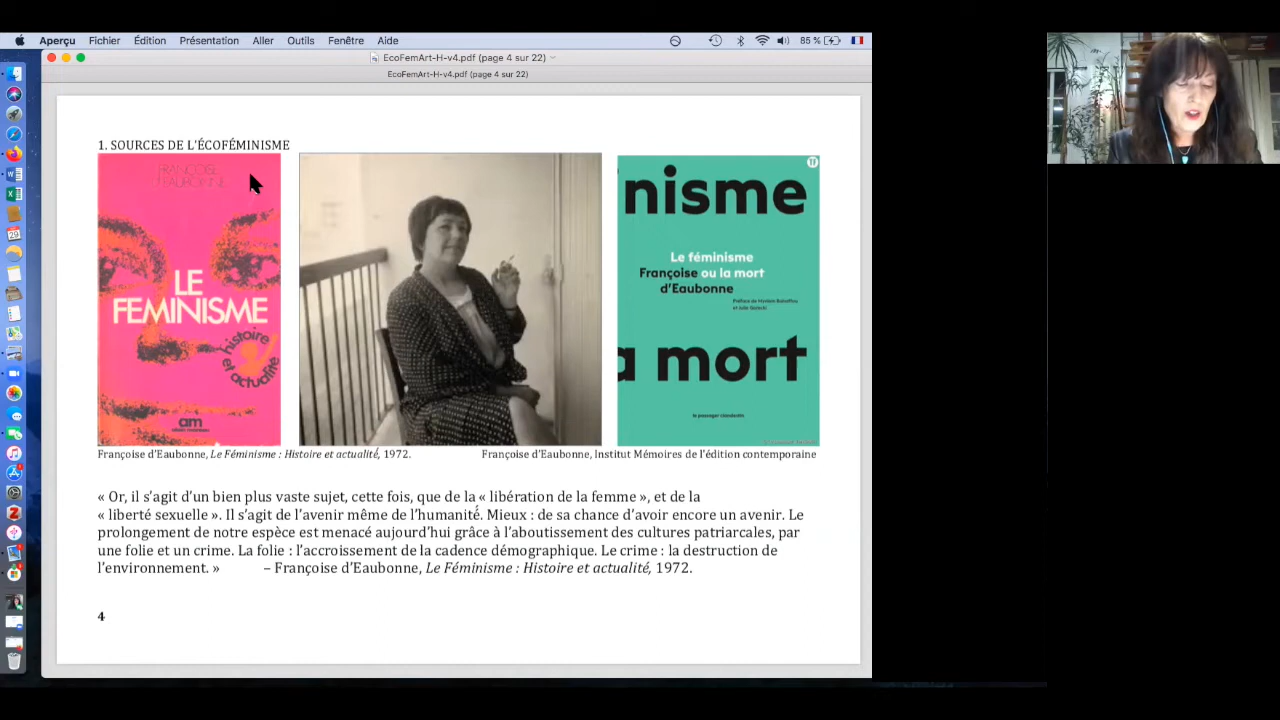 Aperçu Fichier Édition Présentation Aller Outils Fenêtre Aide 85 %
EcoFemArt-H-v4.pdf (page 4 sur 22)
EcoFemArt-H-v4.pdf (page 4 sur 22)
1. SOURCES DE L'ÉCOFÉMINISME
FRANÇOISE
D'EAUBONNE
LE
FEMINISME
histoire
et actualité
am
nisme
Le féminisme
Françoise ou la mort
d'Eaubonne
a mort
le passager clandestin
Françoise d'Eaubonne, Le Féminisme : Histoire et actualité, 1972.
Françoise d'Eaubonne, Institut Mémoires de l'édition contemporaine
« Or, il s'agit d'un bien plus vaste sujet, cette fois, que de la « libération de la femme », et de la
« liberté sexuelle ». Il s'agit de l'avenir même de l'humanité. Mieux : de sa chance d'avoir encore un avenir. Le
prolongement de notre espèce est menacé aujourd'hui grâce à l'aboutissement des cultures patriarcales, par
une folie et un crime. La folie : l'accroissement de la cadence démographique. Le crime : la destruction de
l'environnement. » – Françoise d'Eaubonne, Le Féminisme : Histoire et actualité, 1972.
4